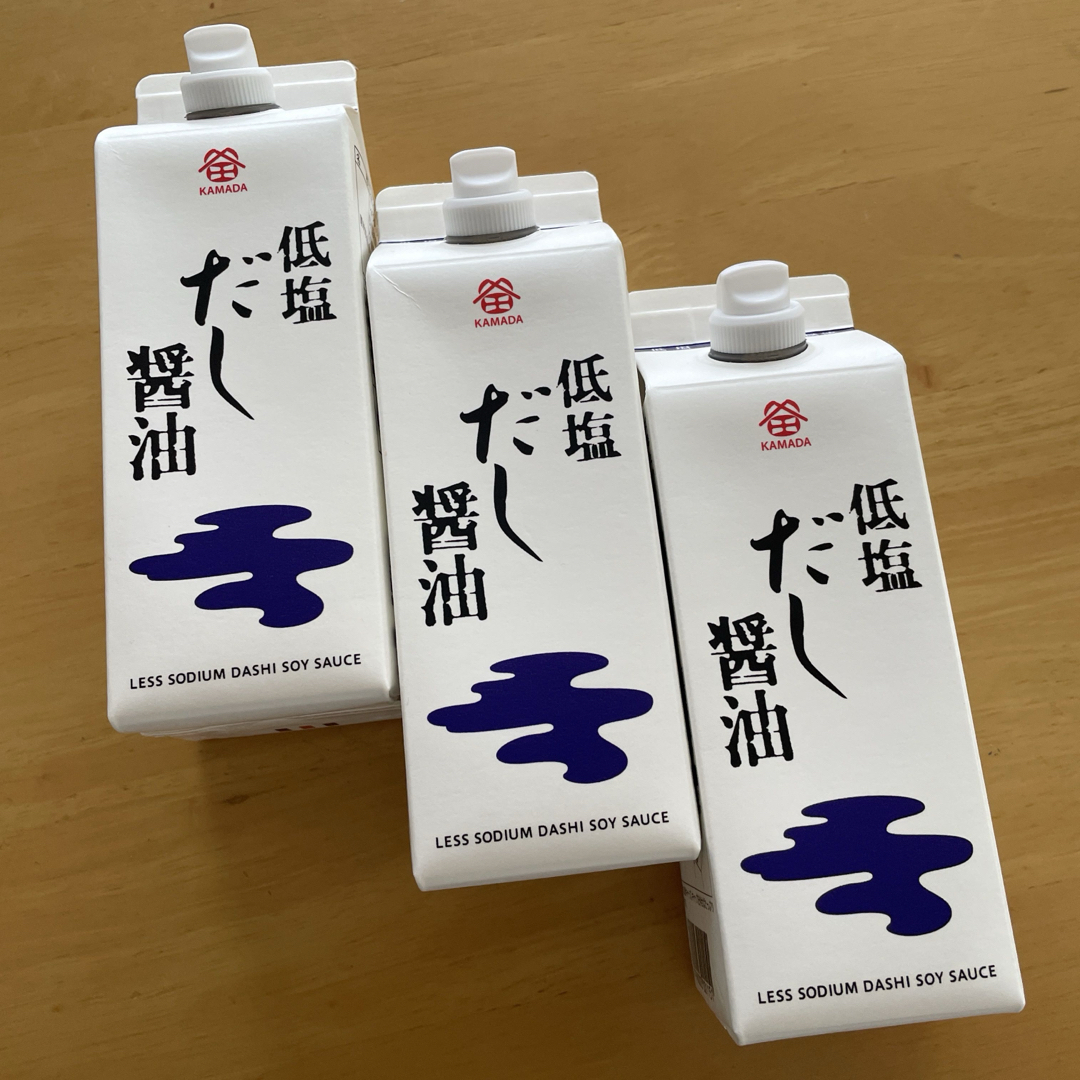 KAMADA
低塩
だし
醤油
LESS SODIUM DASHI SOY SAUCE
KAMADA
低塩
だし
醤油
LESS SODIUM DASHI SOY SAUCE
KAMADA
低塩
だし
醤油
LESS SODIUM DASHI SOY SAUCE